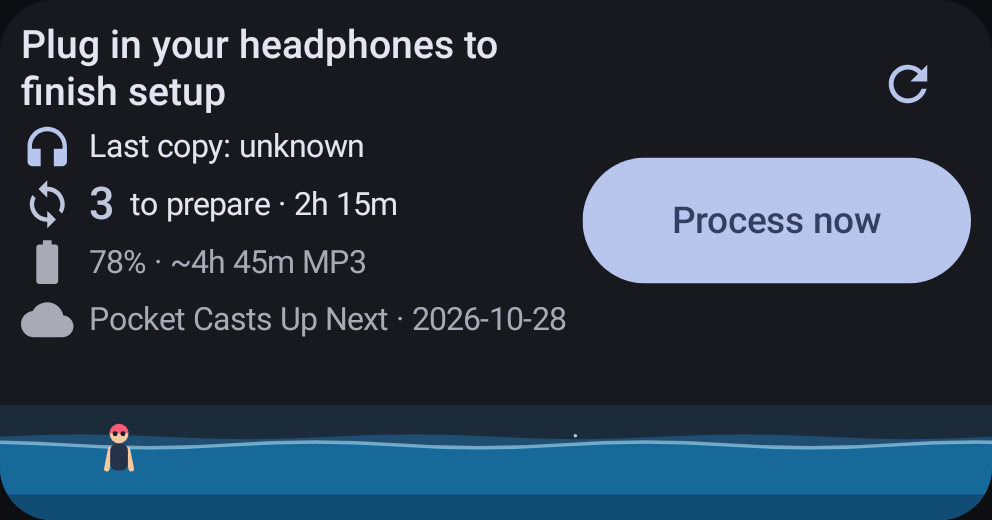 Plug in your headphones to
finish setup
Last copy: unknown
3 to prepare · 2h 15m
Process now
78% · ~4h 45m MP3
Pocket Casts Up Next · 2026-10-28